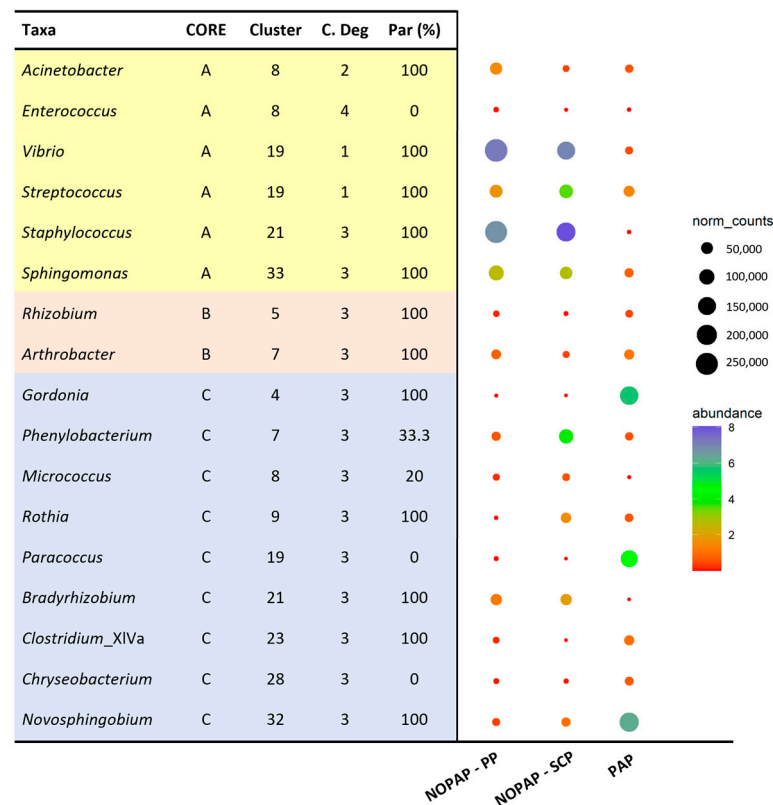 Taxa CORE Cluster C. Deg Par (%)
Acinetobacter A 8 2 100
Enterococcus A 8 4 0
Vibrio A 19 1 100
Streptococcus A 19 1 100
Staphylococcus A 21 3 100
Sphingomonas A 33 3 100
Rhizobium B 5 3 100
Arthrobacter B 7 3 100
Gordonia C 4 3 100
Phenylobacterium C 7 3 33.3
Micrococcus C 8 3 20
Rothia C 9 3 100
Paracoccus C 19 3 0
Bradyrhizobium C 21 3 100
Clostridium_XlVa C 23 3 100
Chryseobacterium C 28 3 0
Novosphingobium C 32 3 100
NOPAP - PP
NOPAP - SCP
PAP
norm_counts
50,000
100,000
150,000
200,000
250,000
abundance
8
6
4
2